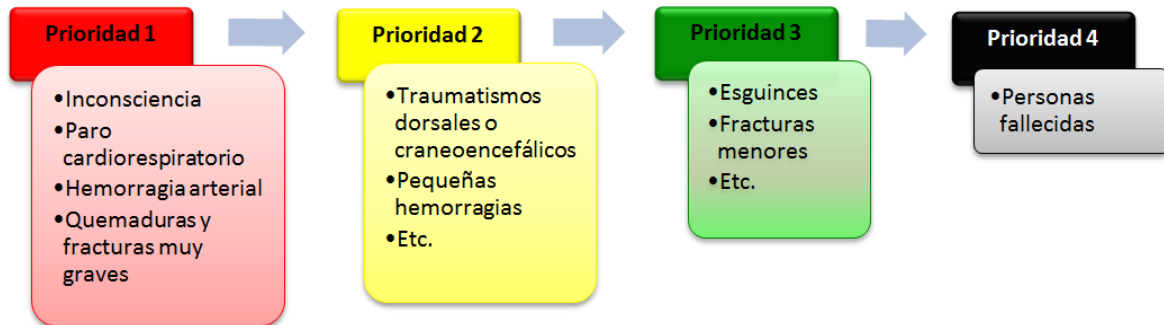 Prioridad 1
•Inconsciencia
•Paro
cardiorespiratorio
•Hemorragia arterial
•Quemaduras y
fracturas muy
graves
Prioridad 2
•Traumatismos
dorsales o
craneoencefálicos
•Pequeñas
hemorragias
•Etc.
Prioridad 3
•Esguinces
•Fracturas
menores
•Etc.
Prioridad 4
•Personas
fallecidas